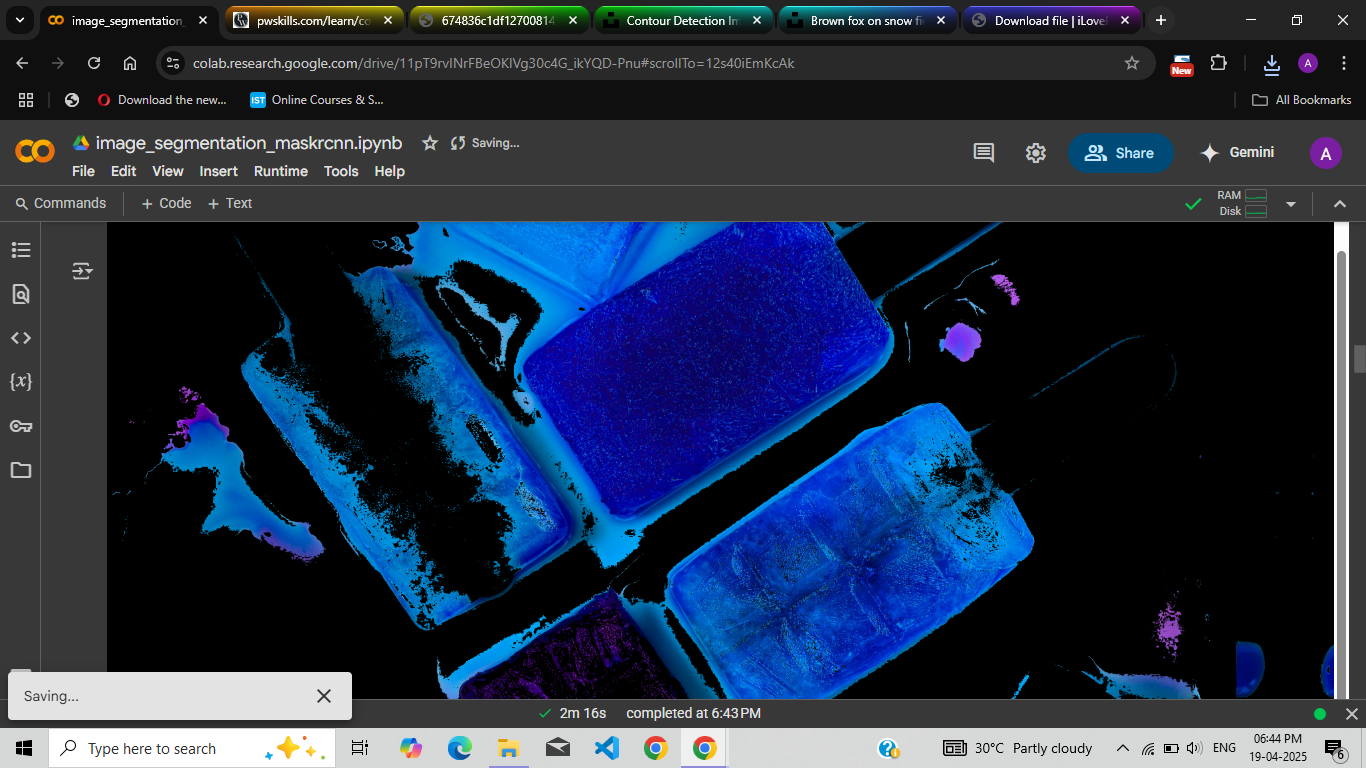 image_segmentation_
pwskills.com/learn/co
674836c1df12700814
Contour Detection Im
Brown fox on snow fi
Download file | iLove
colab.research.google.com/drive/11pT9rvINrFBeOKlVg30c4G_ikYQD-Pnu#scrollTo=12s40iEmKcAk
New
A
Download the new...
IST
Online Courses & S...
All Bookmarks
image_segmentation_maskrcnn.ipynb
Saving...
Share
Gemini
A
File Edit View Insert Runtime Tools Help
Commands
+ Code
+ Text
RAM
Disk
{x}
Saving...
2m 16s completed at 6:43 PM
Type here to search
30°C Partly cloudy
ENG
06:44 PM
19-04-2025
6